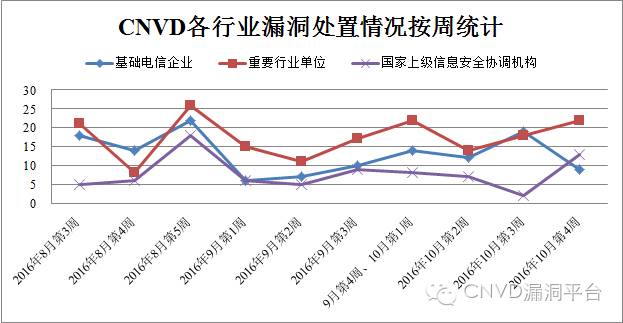 CNVD各行业漏洞处置情况按周统计
基础电信企业 重要行业单位 国家上级信息安全协调机构
30
25
20
15
10
5
0
2016年8月第3周
2016年8月第4周
2016年8月第5周
2016年9月第1周
2016年9月第2周
2016年9月第3周
9月第4周、10月第1周
2016年10月第2周
2016年10月第3周
2016年10月第4周
CNVD漏洞平台